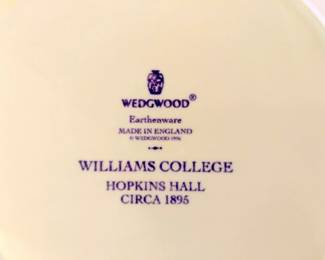 WEDGWOOD®
Earthenware
MADE IN ENGLAND
© WEDGWOOD 1996
WILLIAMS COLLEGE
HOPKINS HALL
CIRCA 1895